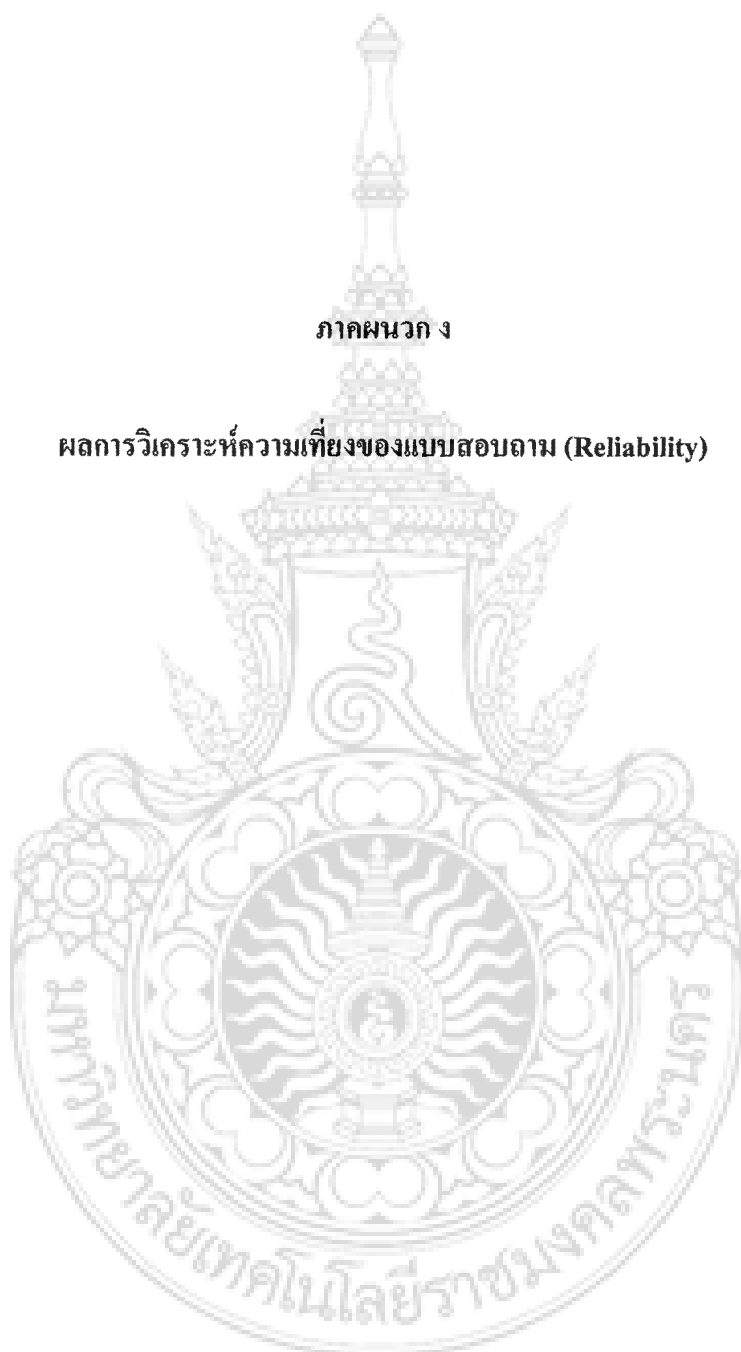 ภาคผนวก ง
ผลการวิเคราะห์ความเที่ยงของแบบสอบถาม (Reliability)
มหาวิทยาลัยเทคโนโลยีราชมงคลพระนคร